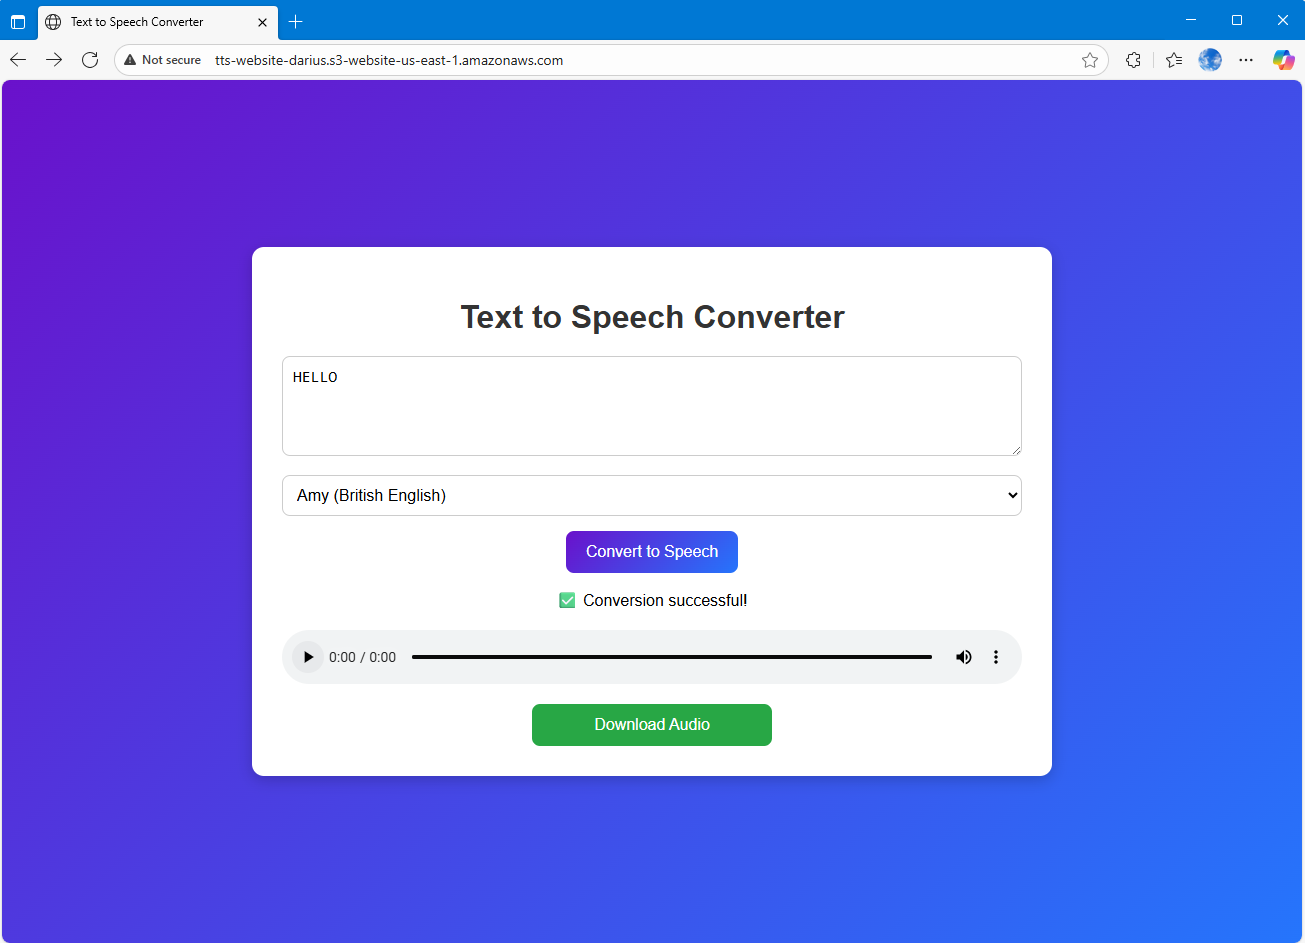 Text to Speech Converter
Not secure tts-website-darius.s3-website-us-east-1.amazonaws.com
Text to Speech Converter
HELLO
Amy (British English)
Convert to Speech
✅ Conversion successful!
0:00 / 0:00
Download Audio